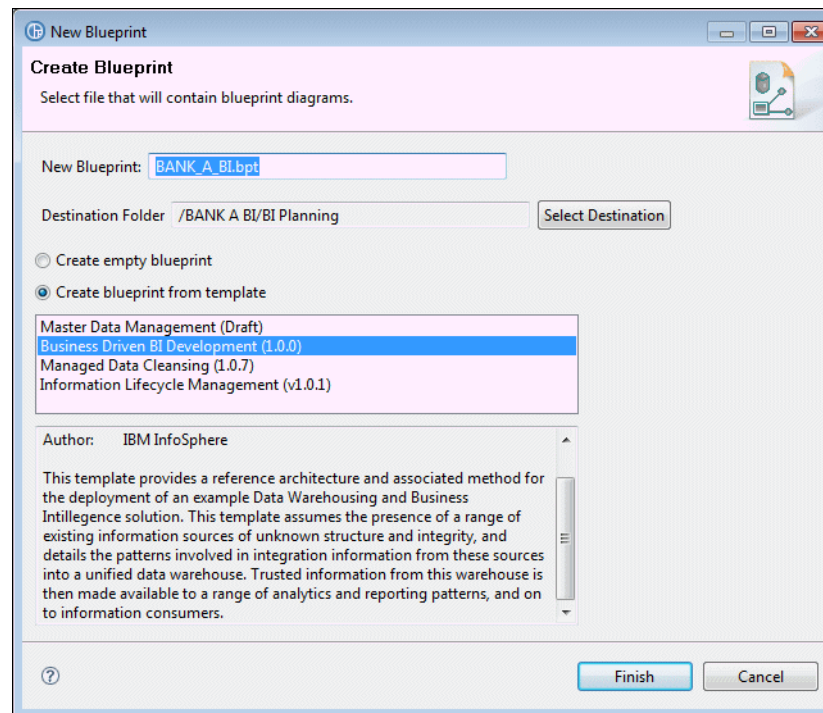 New Blueprint
Create Blueprint
Select file that will contain blueprint diagrams.
New Blueprint: BANK_A_BI.bpt
Destination Folder /BANK A BI/BI Planning Select Destination
Create empty blueprint
Create blueprint from template
Master Data Management (Draft)
Business Driven BI Development (1.0.0)
Managed Data Cleansing (1.0.7)
Information Lifecycle Management (v1.0.1)
Author: IBM InfoSphere
This template provides a reference architecture and associated method for
the deployment of an example Data Warehousing and Business
Intillegence solution. This template assumes the presence of a range of
existing information sources of unknown structure and integrity, and
details the patterns involved in integration information from these sources
into a unified data warehouse. Trusted information from this warehouse is
then made available to a range of analytics and reporting patterns, and on
to information consumers.
? Finish Cancel